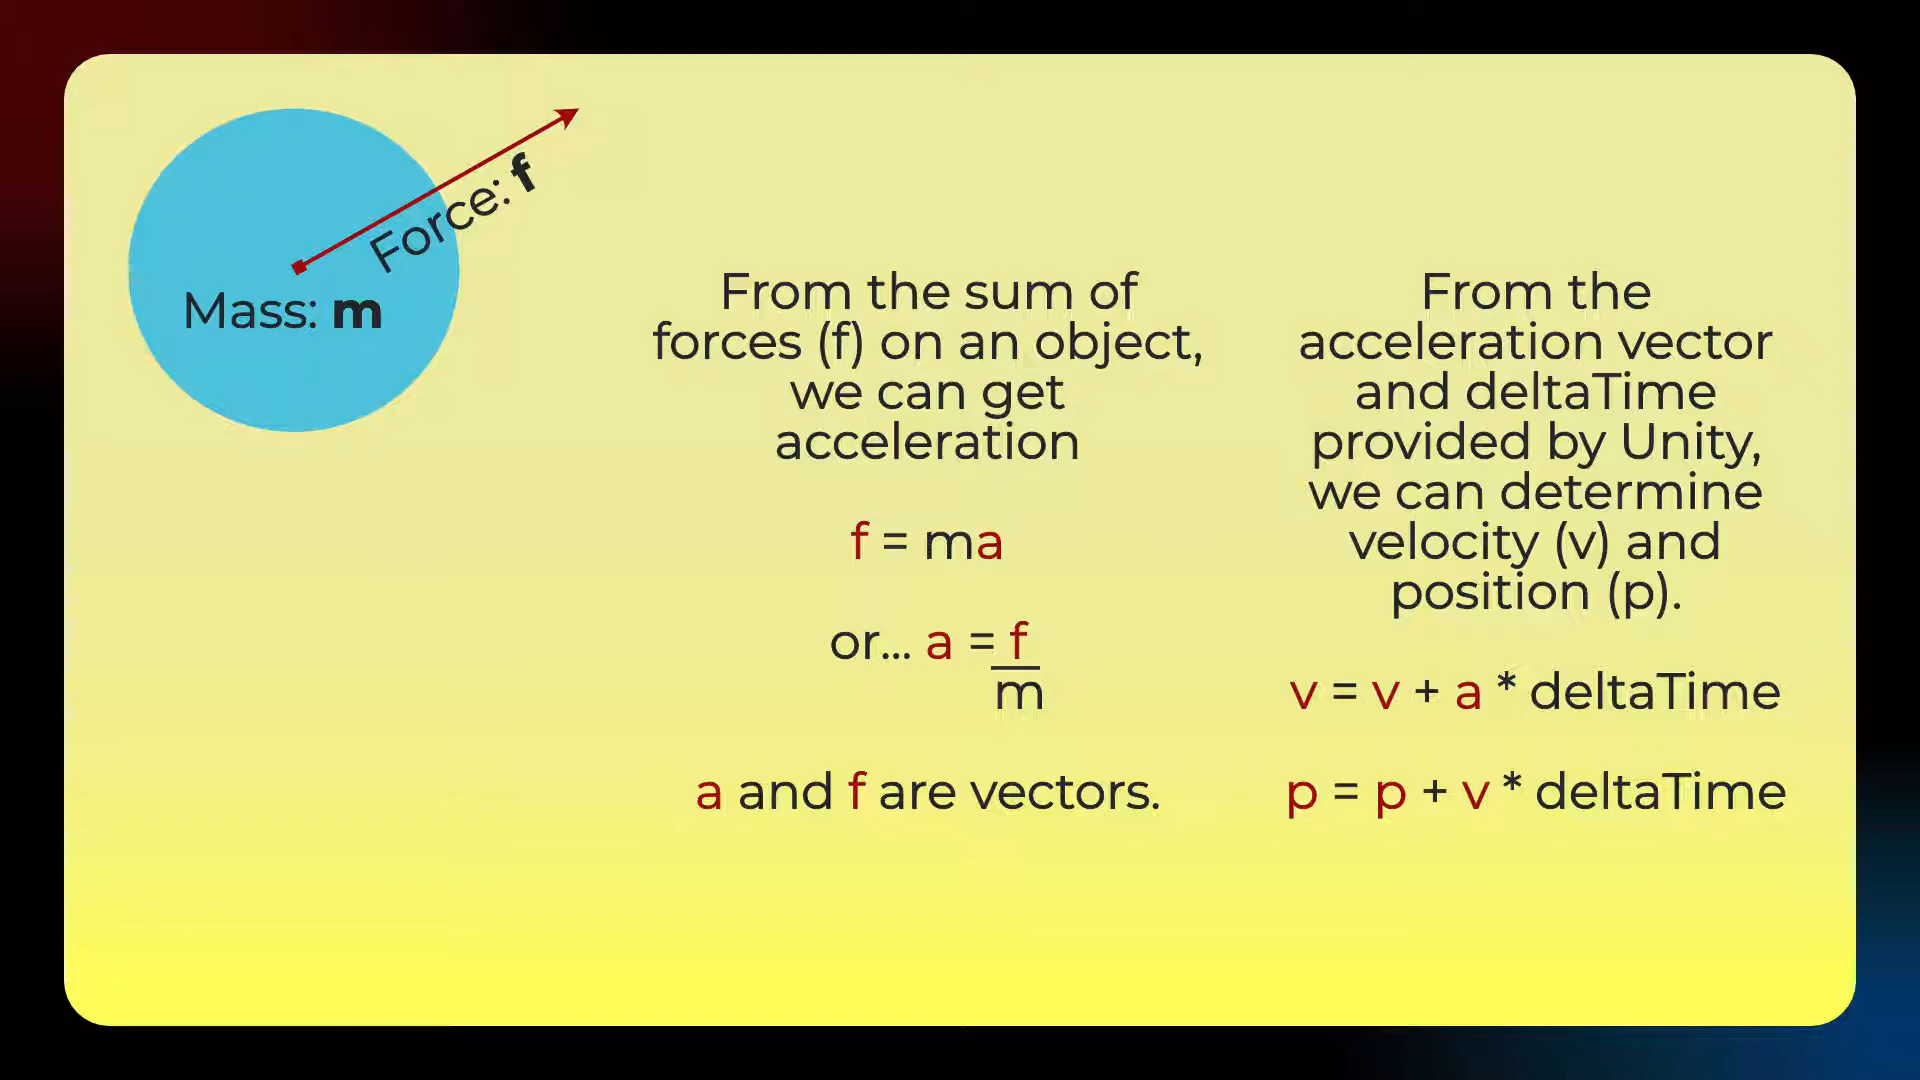 Force: f
Mass: m
From the sum of
forces (f) on an object,
we can get
acceleration
f = ma
or... a = f
m
a and f are vectors.
From the
acceleration vector
and deltaTime
provided by Unity,
we can determine
velocity (v) and
position (p).
v = v + a * deltaTime
p = p + v * deltaTime